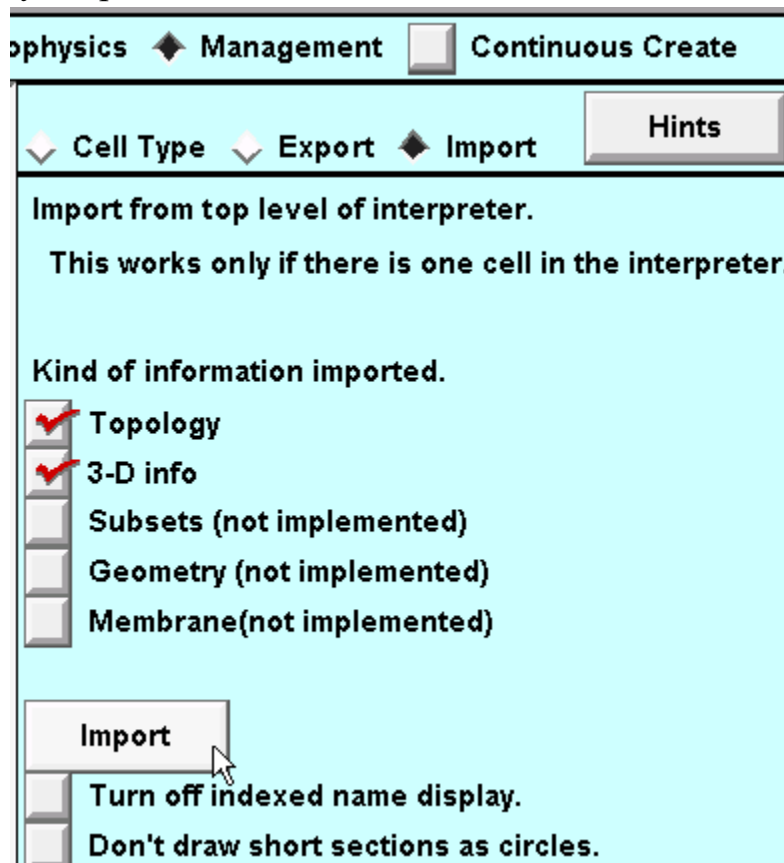 Management Continuous Create
Cell Type Export Import Hints
Import from top level of interpreter.
This works only if there is one cell in the interpreter.
Kind of information imported.
Topology
3-D info
Subsets (not implemented)
Geometry (not implemented)
Membrane(not implemented)
Import
Turn off indexed name display.
Don't draw short sections as circles.